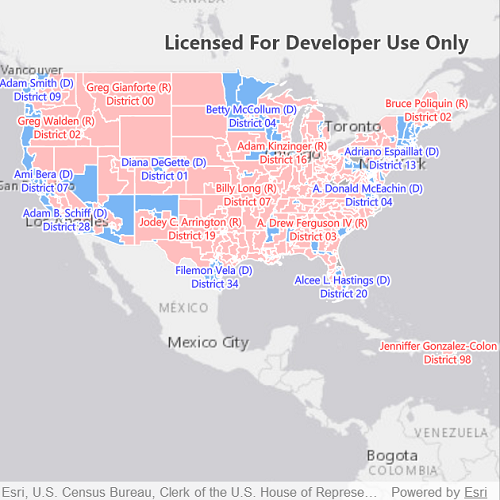 CANADA
Licensed For Developer Use Only
Vancouver
Adam Smith (D)
District 09
Greg Gianforte (R)
District 00
Greg Walden (R)
District 02
Betty McCollum (D)
District 04
Bruce Poliquin (R)
District 02
Toronto
Adam Kinzinger (R)
District 16
Adriano Espaillat (D)
District 13
Diana DeGette (D)
District 01
Ami Bera (D)
District 07
Billy Long (R)
District 07
A. Donald McEachin (D)
District 04
Adam B. Schiff (D)
District 28
Jodey C. Arrington (R)
District 19
A. Drew Ferguson IV (R)
District 03
Filemon Vela (D)
District 34
Alcee L. Hastings (D)
District 20
MÉXICO
Mexico City
Jenniffer Gonzalez-Colon
District 98
VENEZUELA
Bogota
COLOMBIA
Esri, U.S. Census Bureau, Clerk of the U.S. House of Represe… Powered by Esri